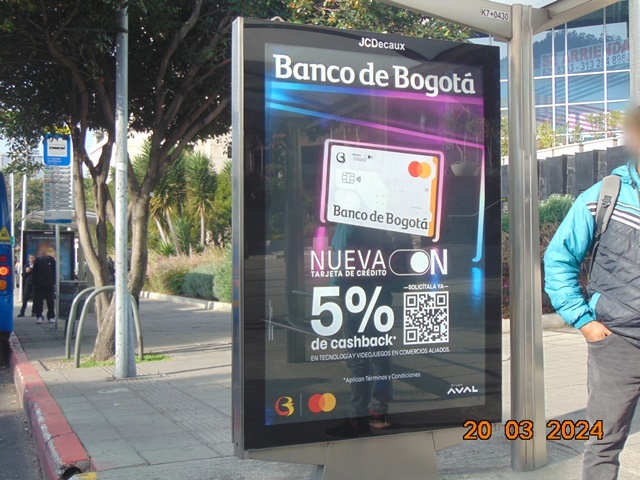 K7+0430
JCDecaux
Banco de Bogotá
Banco de Bogotá
NUEVA ON
TARJETA DE CRÉDITO
5%
de cashback*
SOLICÍTALA YA
EN TECNOLOGÍA Y VIDEOJUEGOS EN COMERCIOS ALIADOS.
*Aplican Términos y Condiciones
Grupo
AVAL
20 03 2024